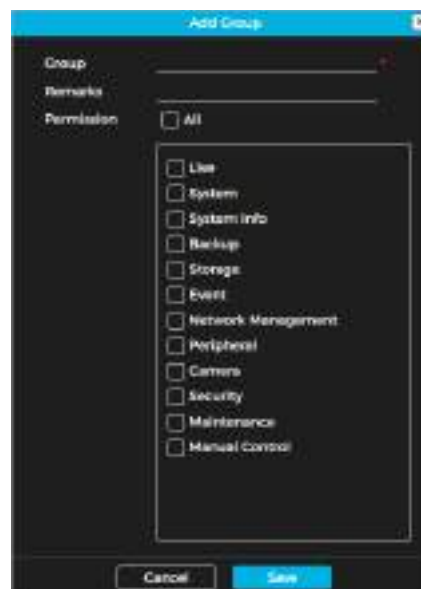 Add Group
Group *
Remarks
Permission All
Live
System
System Info
Backup
Storage
Event
Network Management
Peripheral
Camera
Security
Maintenance
Manual Control
Cancel Save